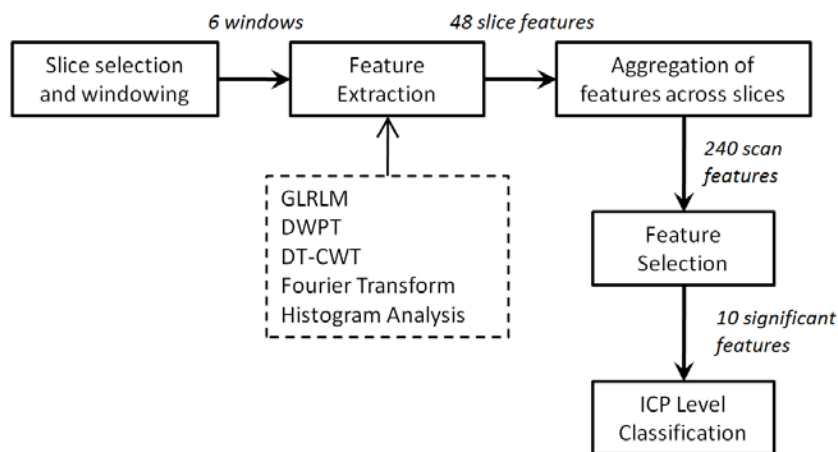 6 windows
48 slice features
Slice selection
and windowing
Feature
Extraction
Aggregation of
features across slices
240 scan
features
GLRLM
DWPT
DT-CWT
Fourier Transform
Histogram Analysis
Feature
Selection
10 significant
features
ICP Level
Classification